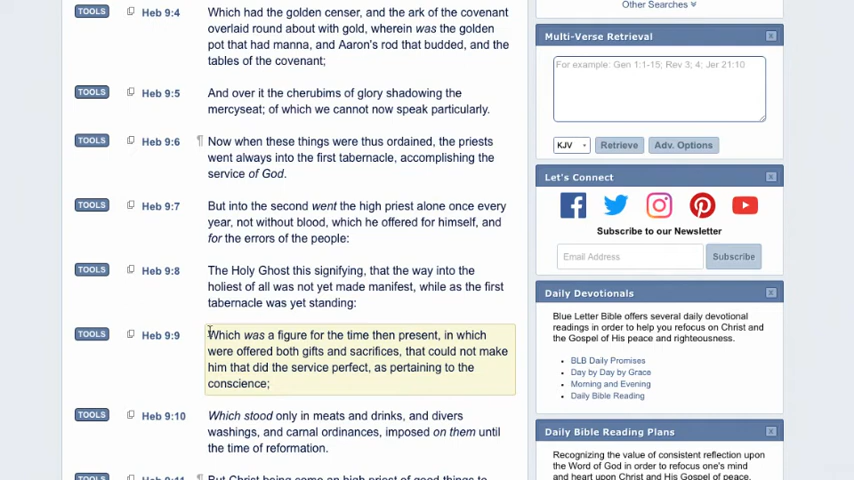 TOOLS Heb 9:4 Which had the golden censer, and the ark of the covenant
overlaid round about with gold, wherein was the golden
pot that had manna, and Aaron's rod that budded, and the
tables of the covenant;
TOOLS Heb 9:5 And over it the cherubims of glory shadowing the
mercyseat; of which we cannot now speak particularly.
TOOLS Heb 9:6 ¶ Now when these things were thus ordained, the priests
went always into the first tabernacle, accomplishing the
service of God.
TOOLS Heb 9:7 But into the second went the high priest alone once every
year, not without blood, which he offered for himself, and
for the errors of the people:
TOOLS Heb 9:8 The Holy Ghost this signifying, that the way into the
holiest of all was not yet made manifest, while as the first
tabernacle was yet standing:
TOOLS Heb 9:9 Which was a figure for the time then present, in which
were offered both gifts and sacrifices, that could not make
him that did the service perfect, as pertaining to the
conscience;
TOOLS Heb 9:10 Which stood only in meats and drinks, and divers
washings, and carnal ordinances, imposed on them until
the time of reformation.
TOOLS Heb 9:11 ¶ But Christ being come an high priest of good things to
Other Searches
Multi-Verse Retrieval
For example: Gen 1:1-15; Rev 3; 4; Jer 21:10
KJV Retrieve Adv. Options
Let's Connect
Subscribe to our Newsletter
Email Address Subscribe
Daily Devotionals
Blue Letter Bible offers several daily devotional
readings in order to help you refocus on Christ and
the Gospel of His peace and righteousness.
BLB Daily Promises
Day by Day by Grace
Morning and Evening
Daily Bible Reading
Daily Bible Reading Plans
Recognizing the value of consistent reflection upon
the Word of God in order to refocus one's mind
and heart upon Christ and His Gospel of peace,